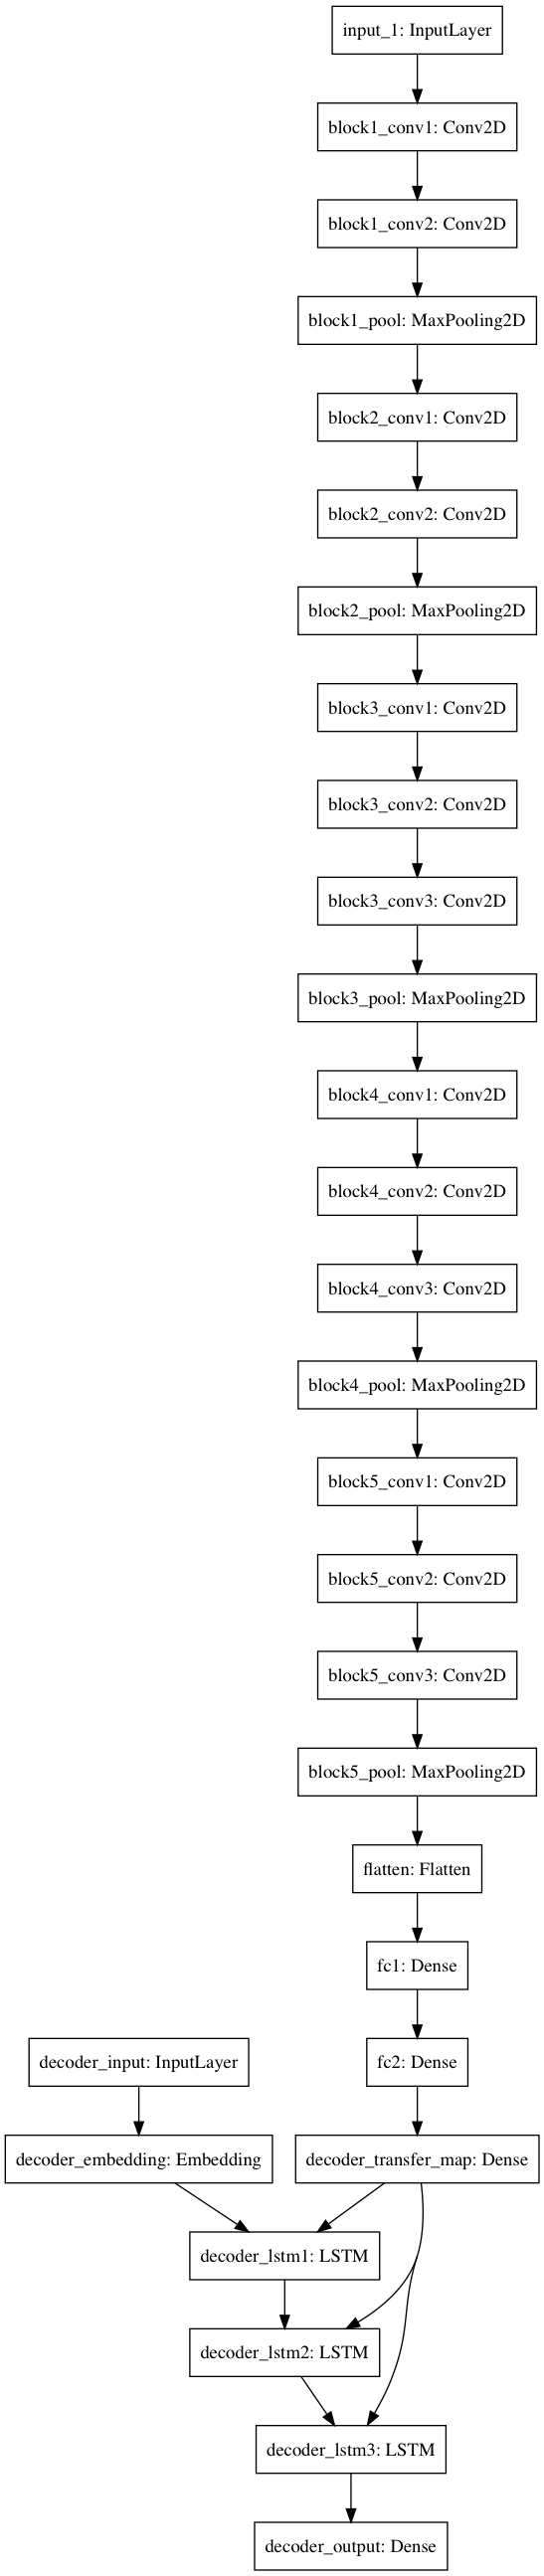 input_1: InputLayer
block1_conv1: Conv2D
block1_conv2: Conv2D
block1_pool: MaxPooling2D
block2_conv1: Conv2D
block2_conv2: Conv2D
block2_pool: MaxPooling2D
block3_conv1: Conv2D
block3_conv2: Conv2D
block3_conv3: Conv2D
block3_pool: MaxPooling2D
block4_conv1: Conv2D
block4_conv2: Conv2D
block4_conv3: Conv2D
block4_pool: MaxPooling2D
block5_conv1: Conv2D
block5_conv2: Conv2D
block5_conv3: Conv2D
block5_pool: MaxPooling2D
flatten: Flatten
fc1: Dense
decoder_input: InputLayer
fc2: Dense
decoder_embedding: Embedding
decoder_transfer_map: Dense
decoder_lstm1: LSTM
decoder_lstm2: LSTM
decoder_lstm3: LSTM
decoder_output: Dense